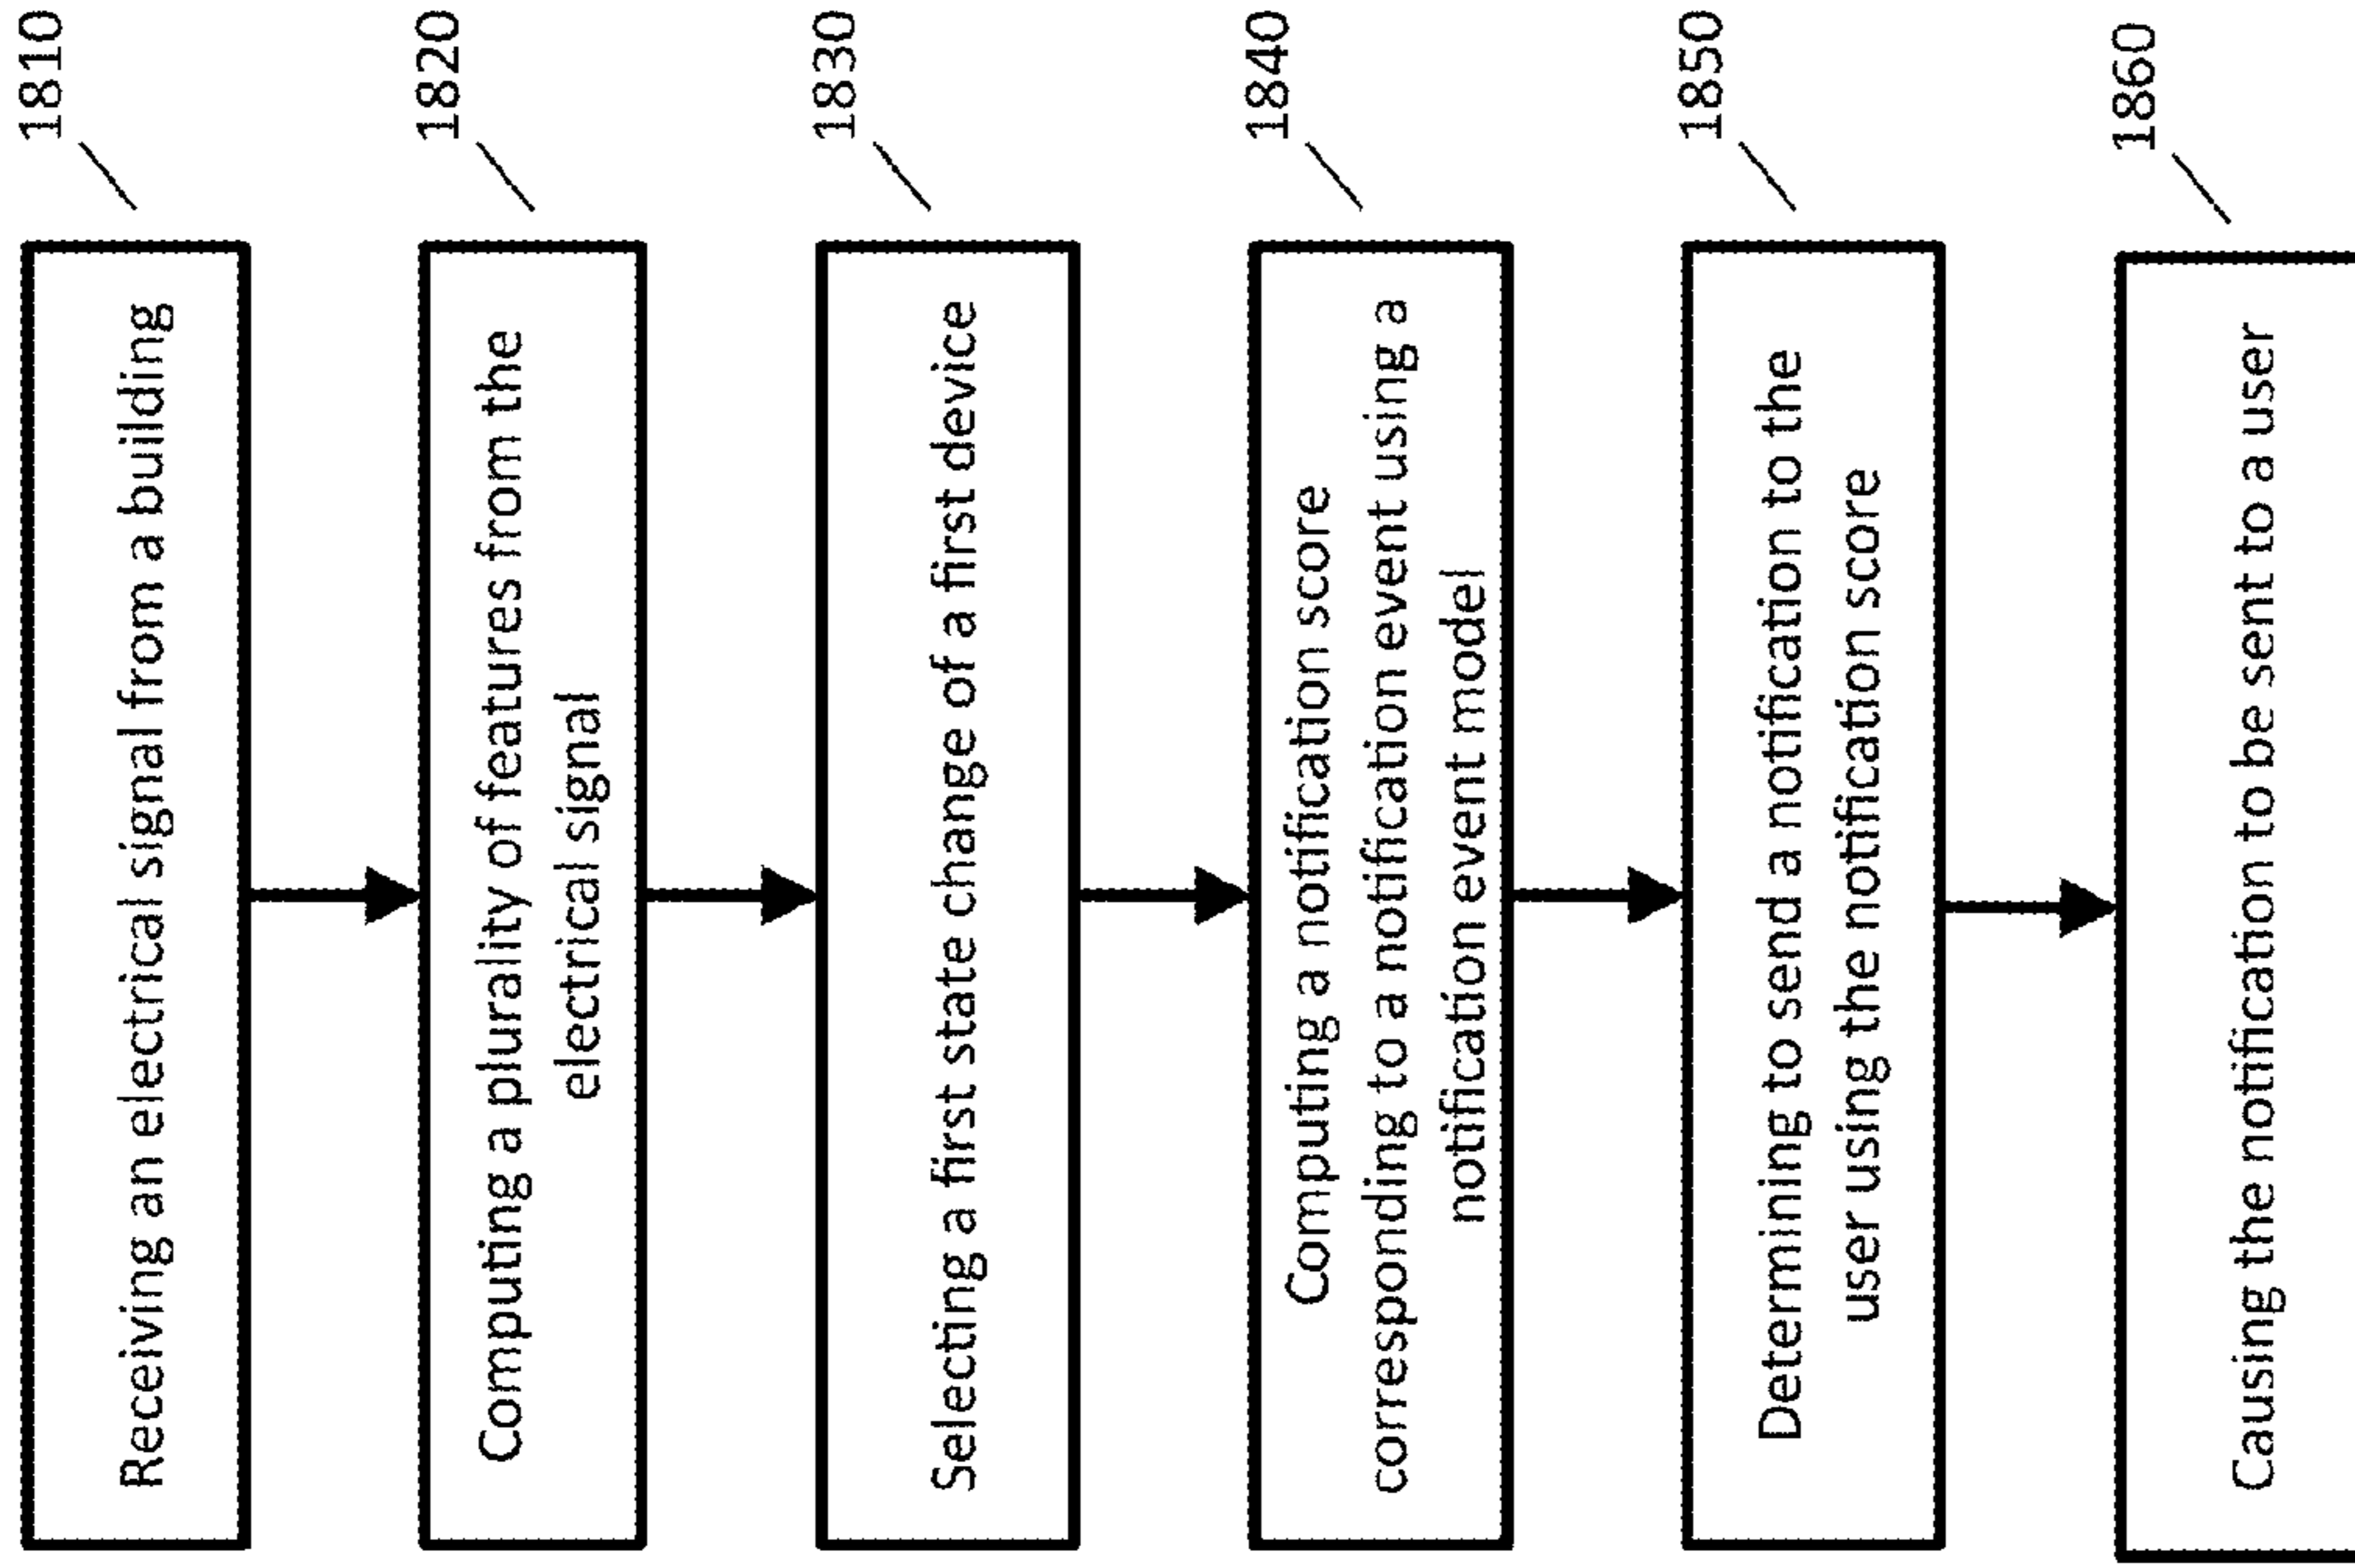 Receiving an electrical signal from a building
1810
Computing a plurality of features from the
electrical signal
1820
Selecting a first state change of a first device
1830
Computing a notification score
corresponding to a notification event using a
notification event model
1840
Determining to send a notification to the
user using the notification score
1850
Causing the notification to be sent to a user
1860